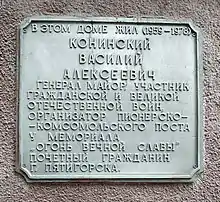 В ЭТОМ ДОМЕ ЖИЛ (1959-1976)
КОНИНСКИЙ
ВАСИЛИЙ
АЛЕКСЕЕВИЧ
ГЕНЕРАЛ МАЙОР УЧАСТНИК
ГРАЖДАНСКОЙ И ВЕЛИКОЙ
ОТЕЧЕСТВЕННОЙ ВОЙН
ОРГАНИЗАТОР ПИОНЕРСКО-
-КОМСОМОЛЬСКОГО ПОСТА
У МЕМОРИАЛА
"ОГОНЬ ВЕЧНОЙ СЛАВЫ"
ПОЧЕТНЫЙ ГРАЖДАНИН
Г. ПЯТИГОРСКА.